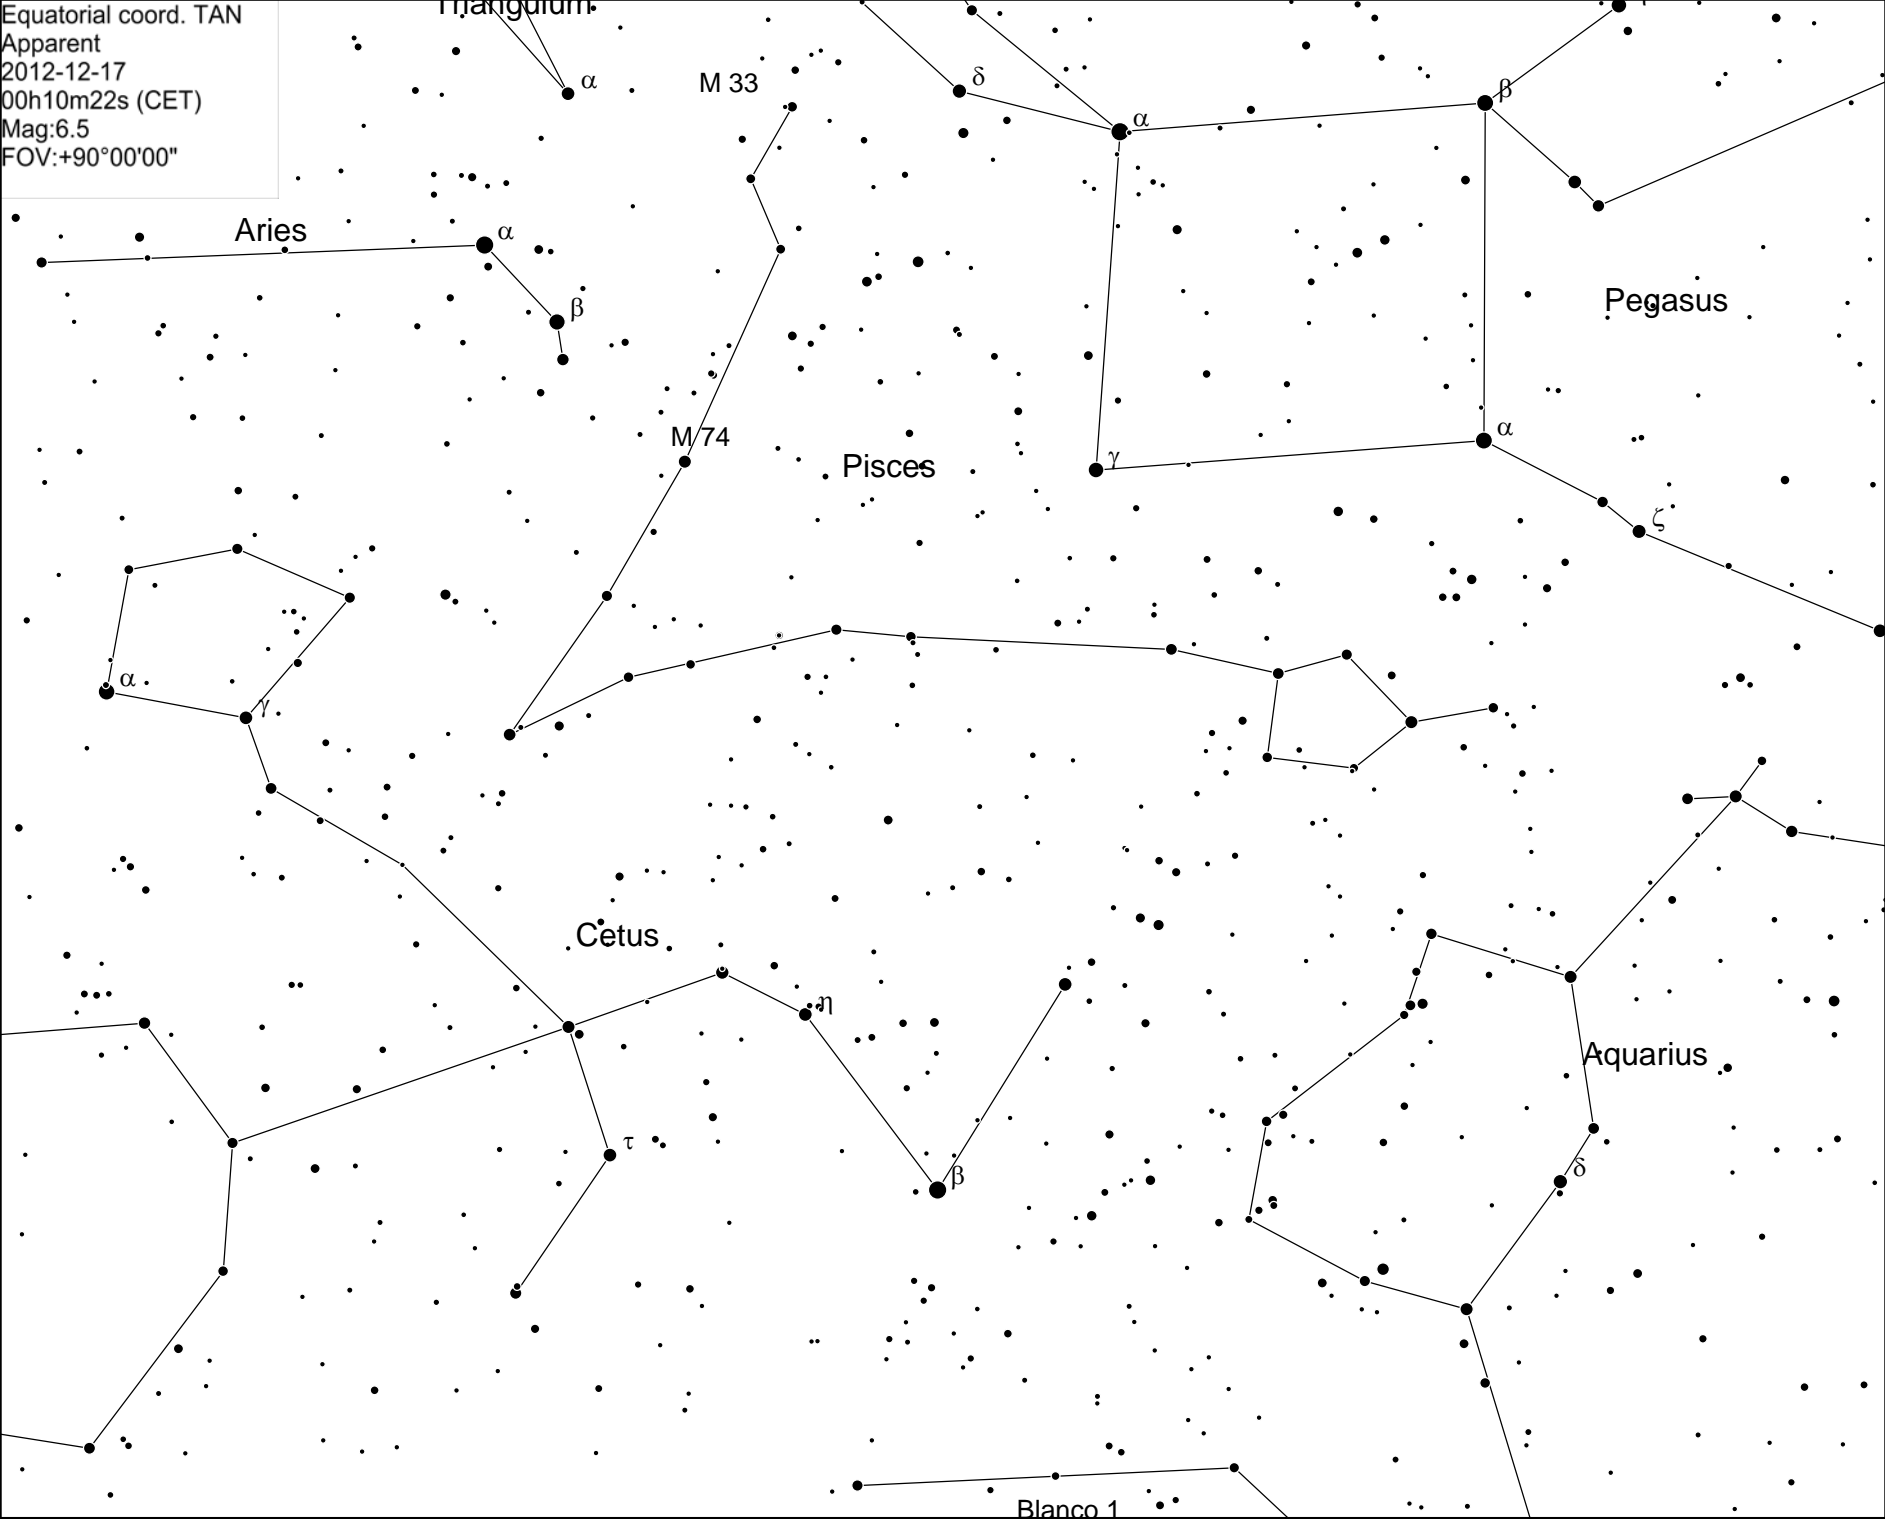 Equatorial coord. TAN
Apparent
2012-12-17
00h10m22s (CET)
Mag:6.5
FOV:+90°00'00"
Triangulum
α
M 33
δ
α
β
Aries
α
β
Pegasus
M 74
Pisces
γ
α
ζ
α
γ
Cetus
η
Aquarius
τ
β
δ
Blanco 1